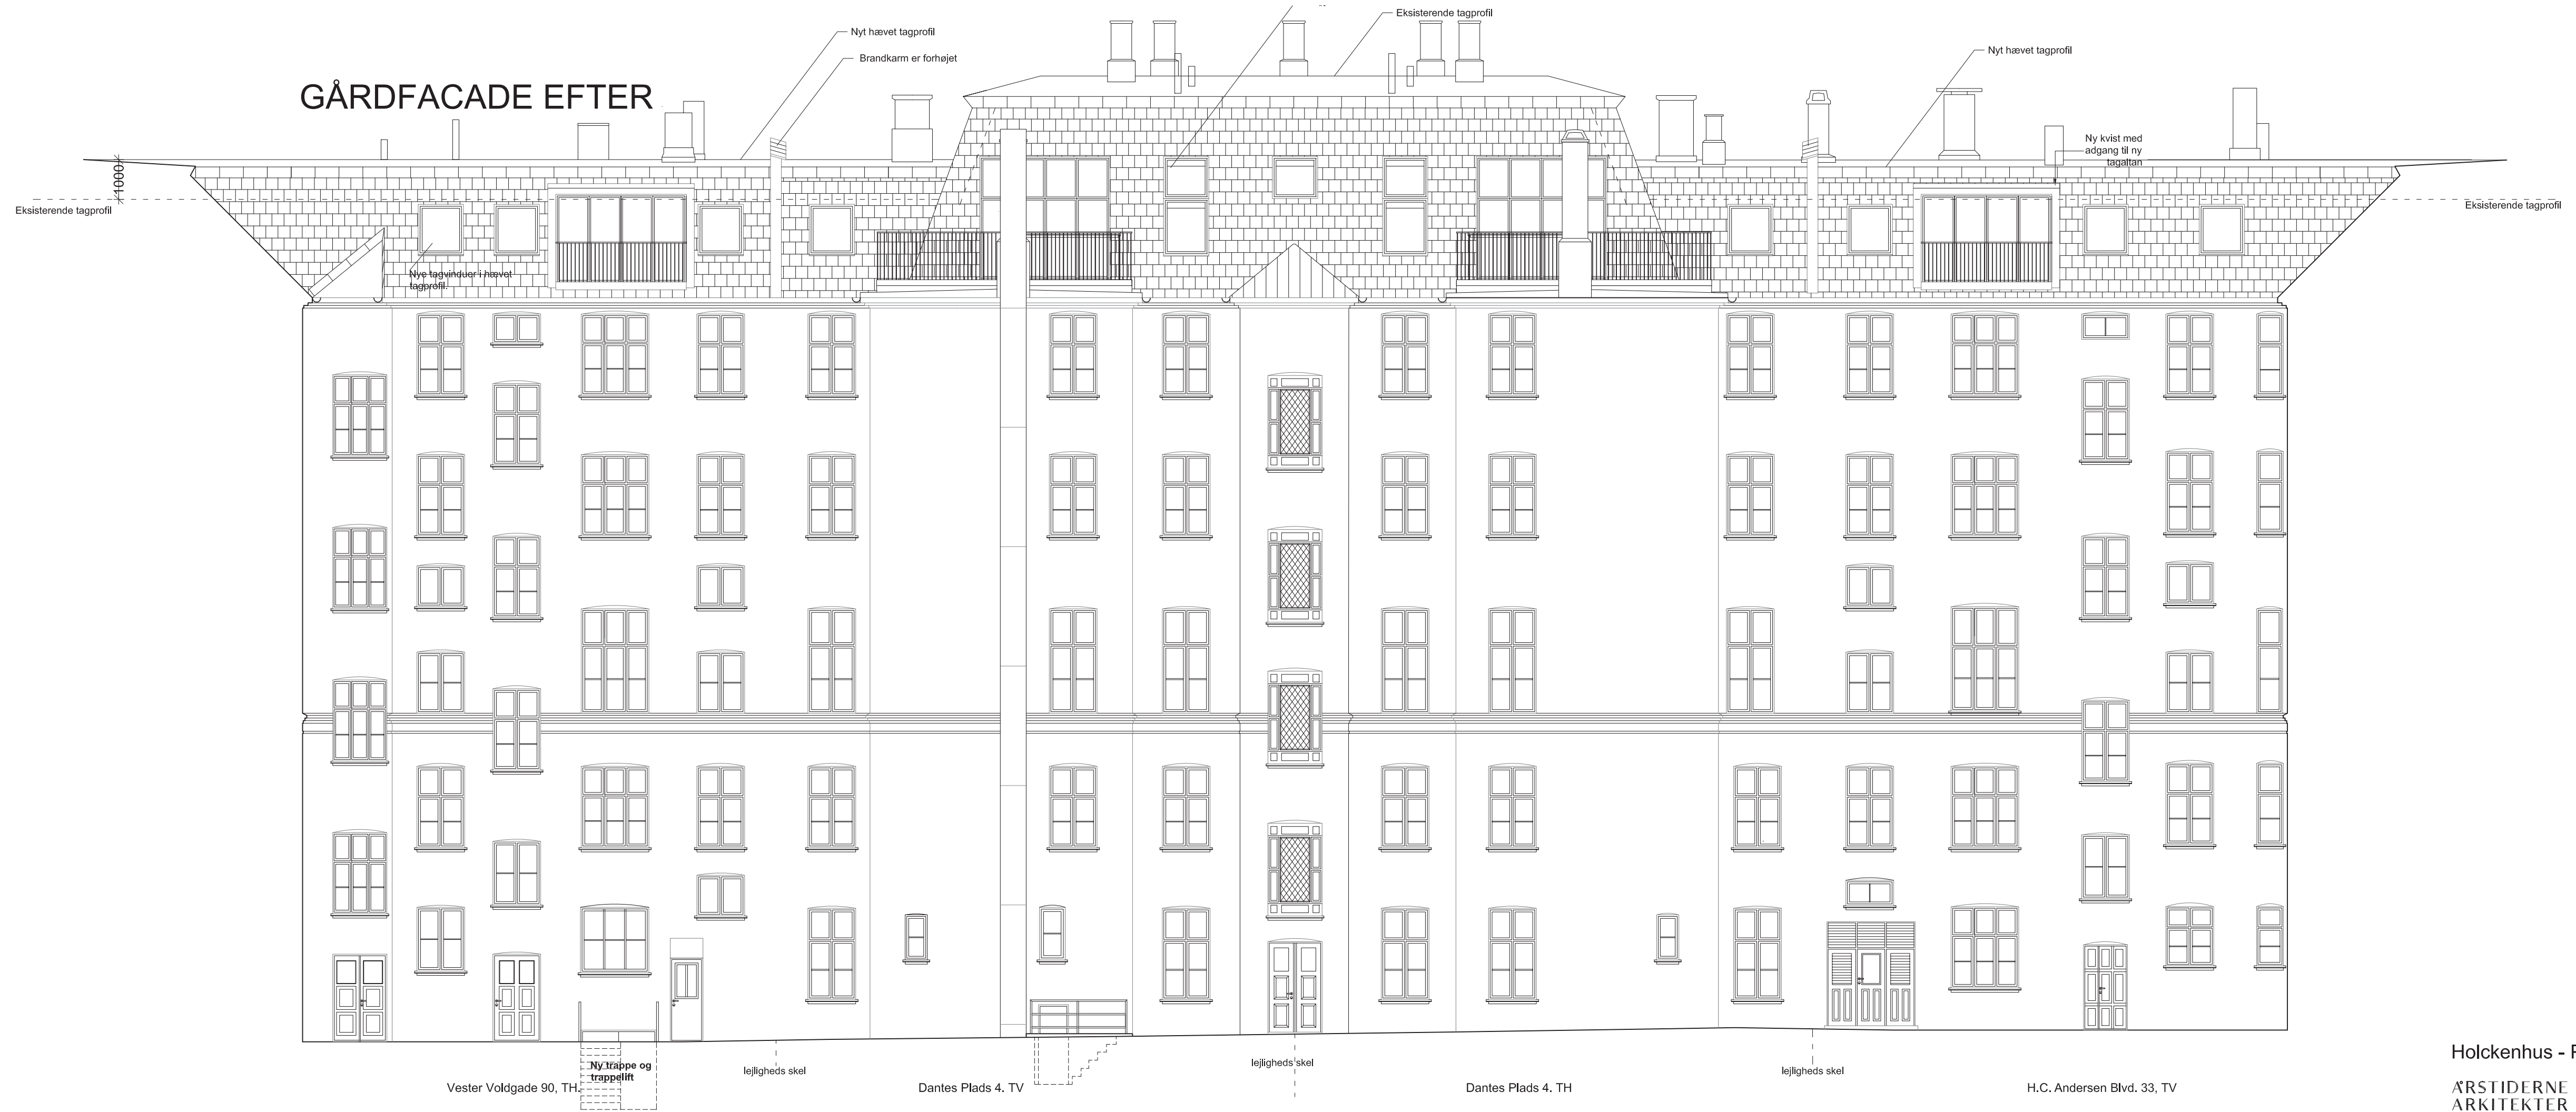 Eksisterende tagprofil
Nyt hævet tagprofil
Brandkarm er forhøjet
Nyt hævet tagprofil
GÅRDFACADE EFTER
1000
Ny kvist med
adgang til ny
tagaltan
Eksisterende tagprofil
Eksisterende tagprofil
Nye tagvinduer i hævet
tagprofil.
Ny trappe og
trappelift
lejligheds skel
lejligheds skel
lejligheds skel
Vester Voldgade 90, TH.
Dantes Plads 4. TV
Dantes Plads 4. TH
H.C. Andersen Blvd. 33, TV
Holckenhus -
ÅRSTIDERNE
ARKITEKTER